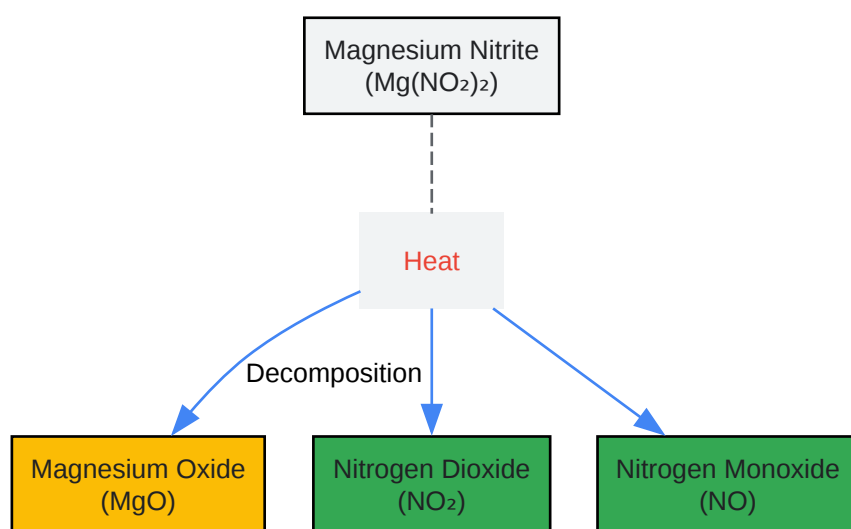 Magnesium Nitrite
(Mg(NO₂)₂)
Heat
Decomposition
Magnesium Oxide
(MgO)
Nitrogen Dioxide
(NO₂)
Nitrogen Monoxide
(NO)